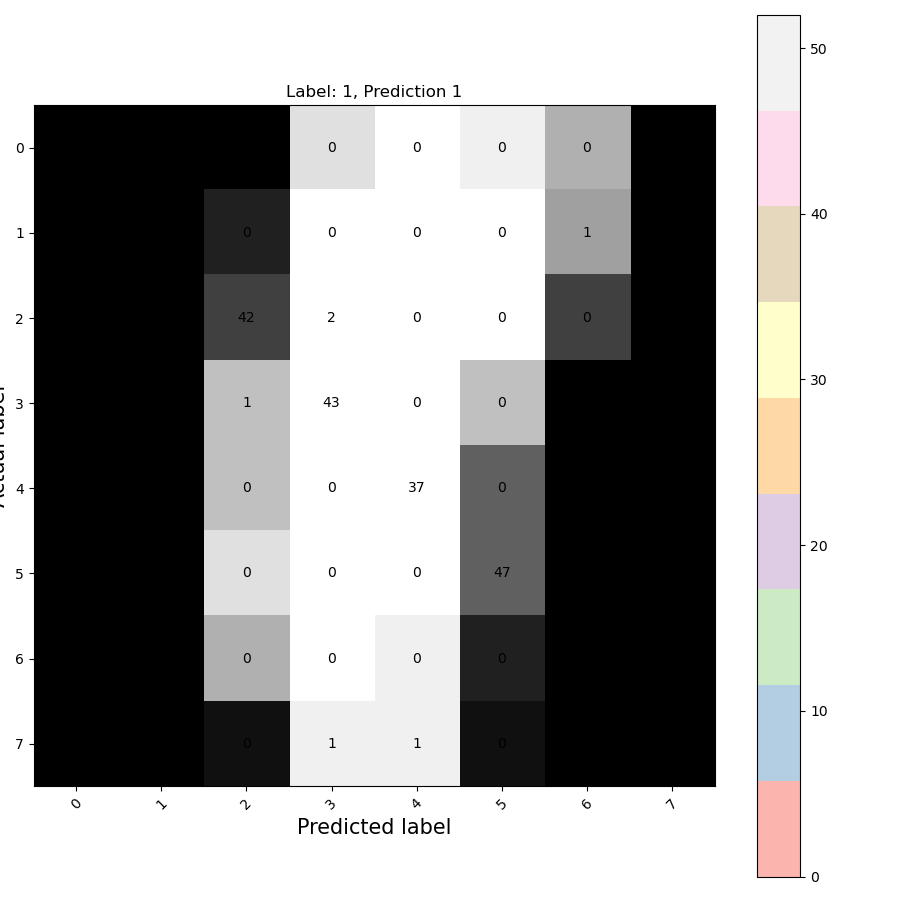 50
Label: 1, Prediction 1
0 0 0 0 0
40
1 0 0 0 0 1
2 42 2 0 0 0
30
3 1 43 0 0
Actual label
4 0 0 37 0
20
5 0 0 0 47
6 0 0 0 0
10
7 0 1 1 0
0 1 2 3 4 5 6 7
Predicted label
0